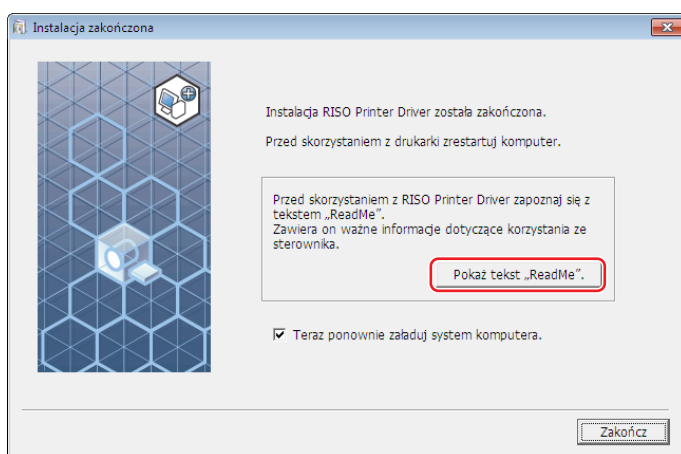 Instalacja zakończona
Instalacja RISO Printer Driver została zakończona.
Przed skorzystaniem z drukarki zrestartuj komputer.
Przed skorzystaniem z RISO Printer Driver zapoznaj się z
tekstem „ReadMe”.
Zawiera on ważne informacje dotyczące korzystania ze
sterownika.
Pokaż tekst „ReadMe”.
Teraz ponownie załaduj system komputera.
Zakończ